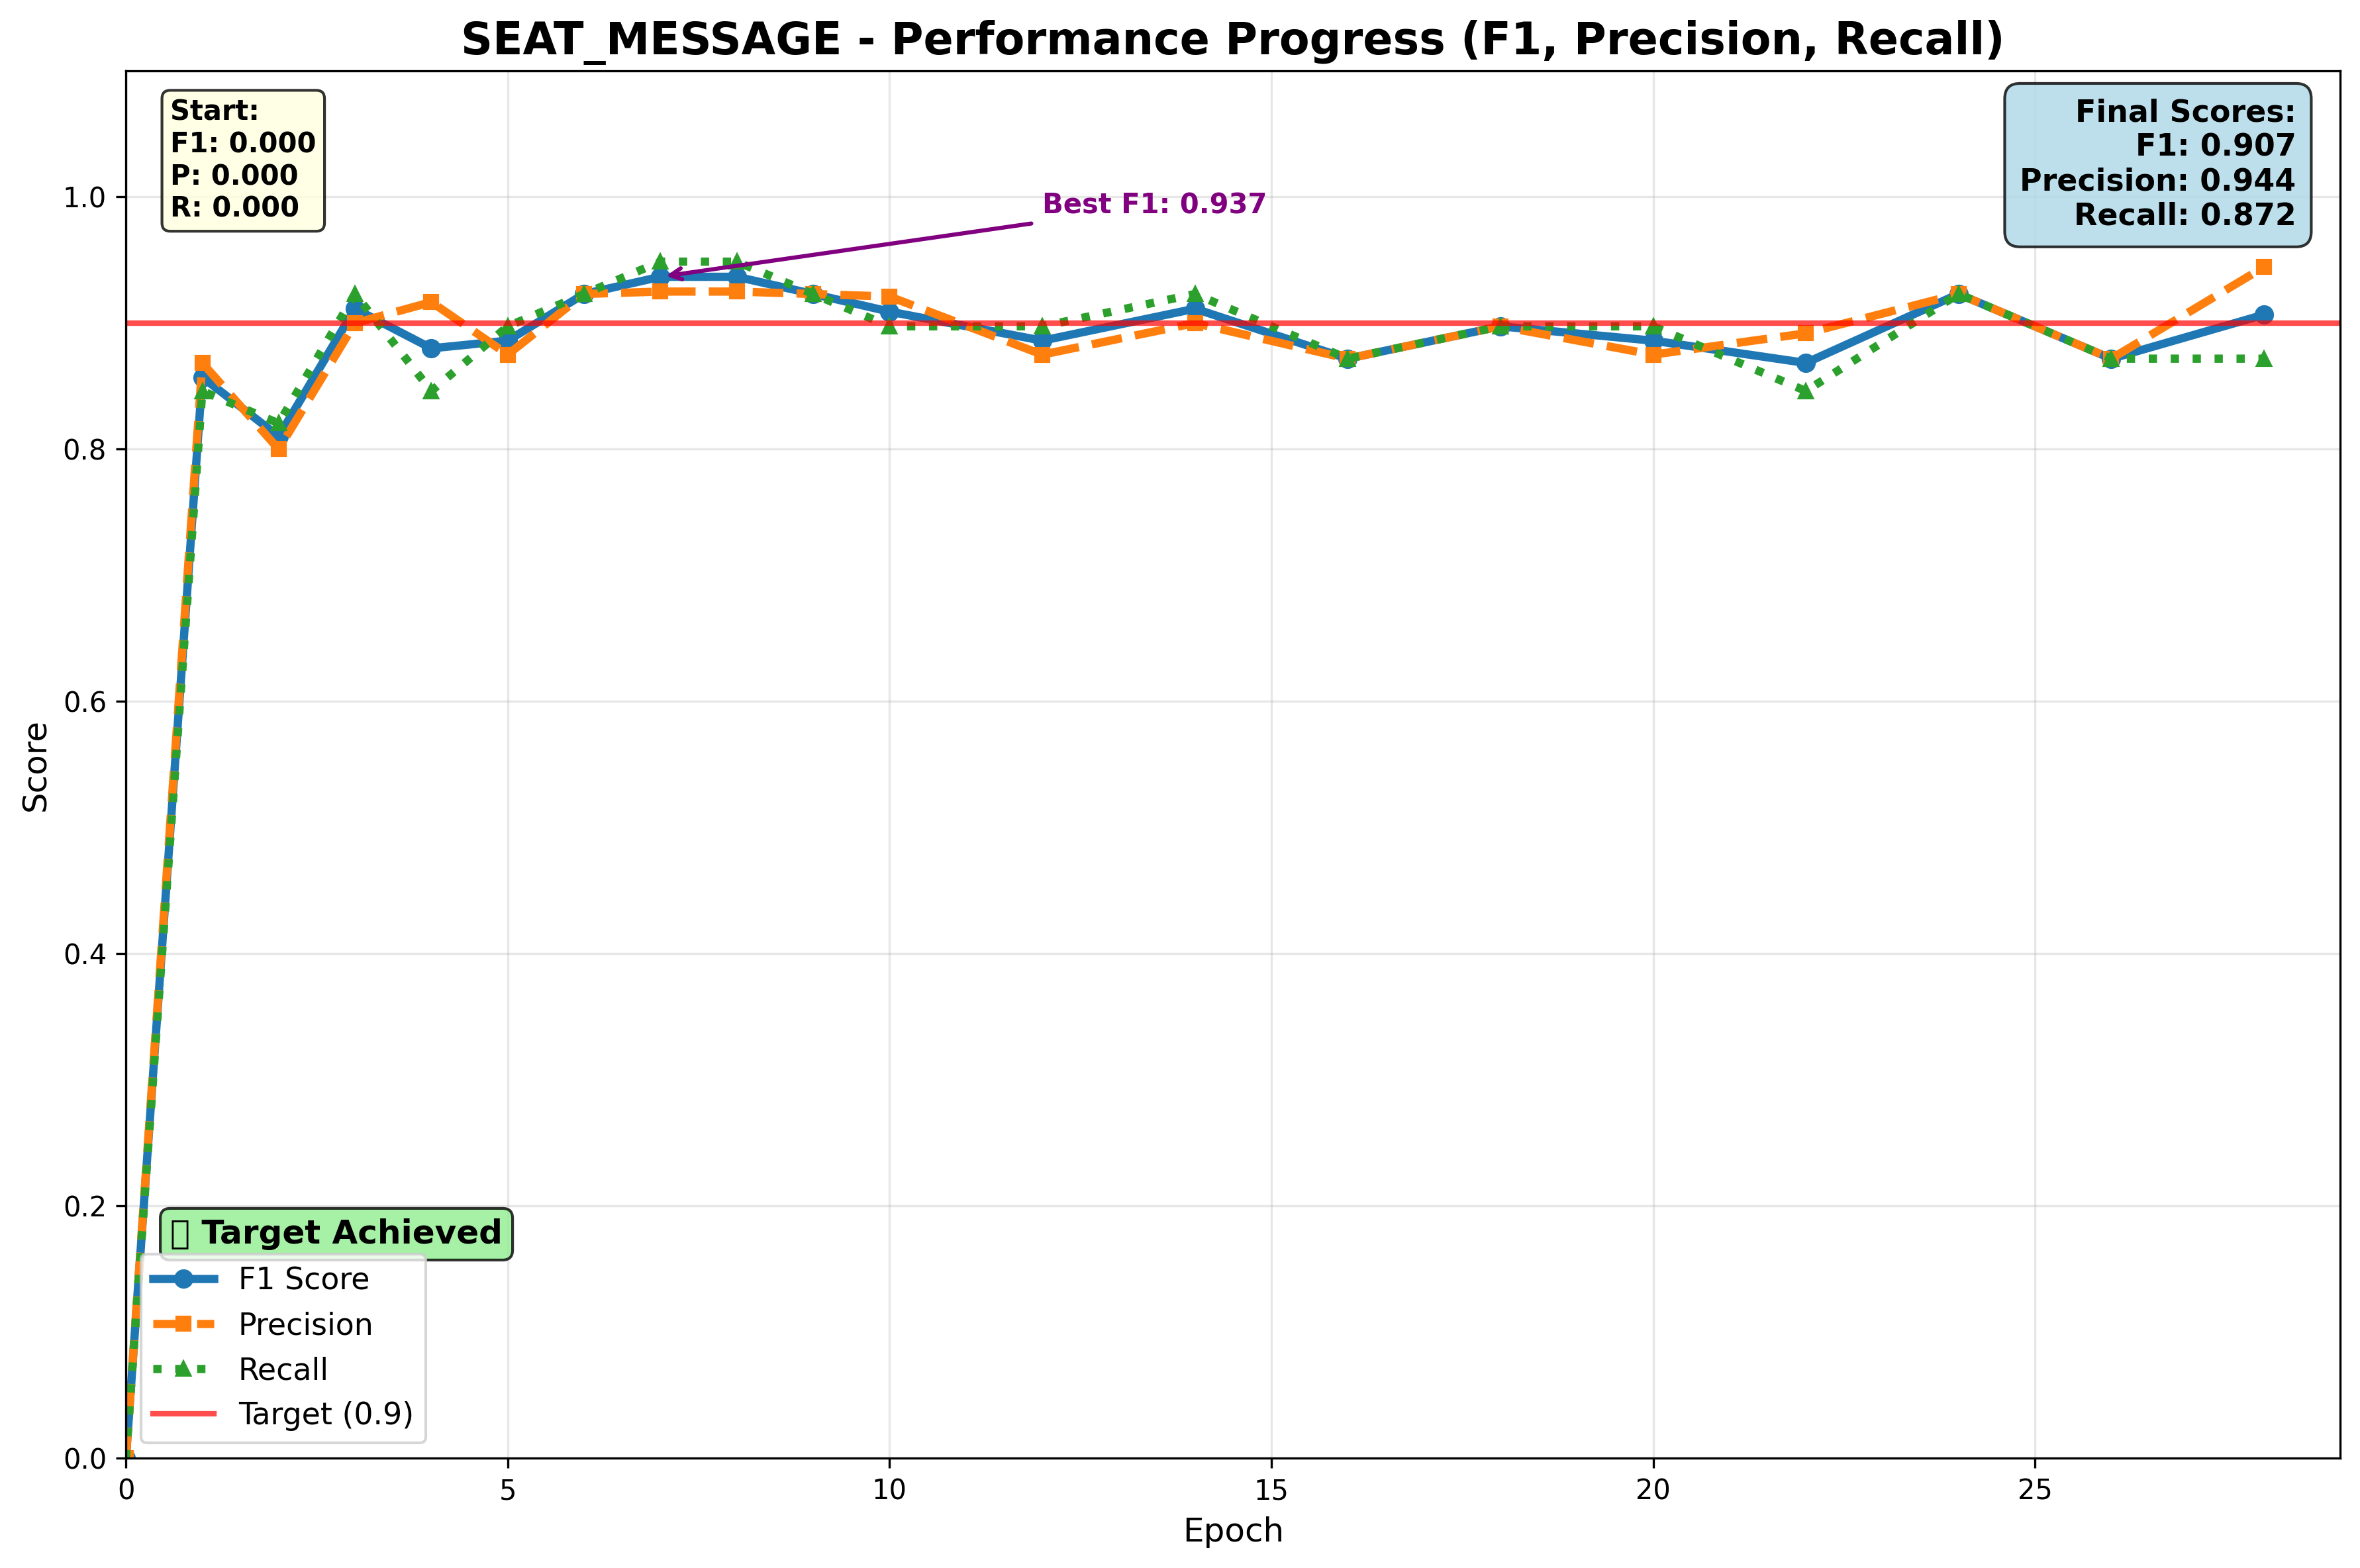 SEAT_MESSAGE - Performance Progress (F1, Precision, Recall)
Start:
F1: 0.000
P: 0.000
R: 0.000
Final Scores:
F1: 0.907
Precision: 0.944
Recall: 0.872
Best F1: 0.937
1.0
0.8
0.6
0.4
0.2
0.0
Score
Target Achieved
F1 Score
Precision
Recall
Target (0.9)
0
5
10
15
20
25
Epoch